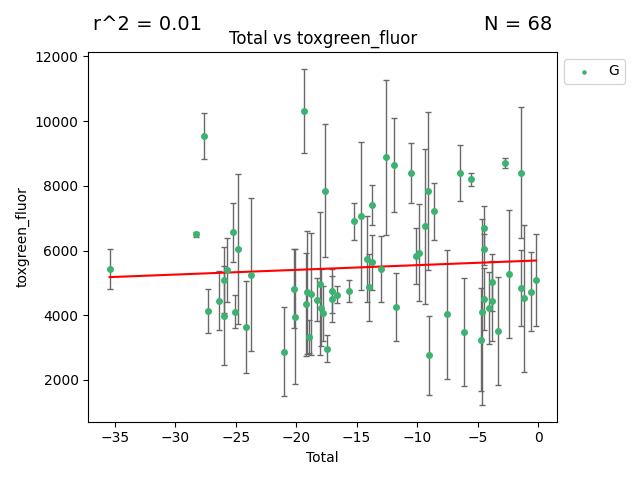 r^2 = 0.01
N = 68
Total vs toxgreen_fluor
G
12000
10000
8000
6000
4000
2000
toxgreen_fluor
−35
−30
−25
−20
−15
−10
−5
0
Total